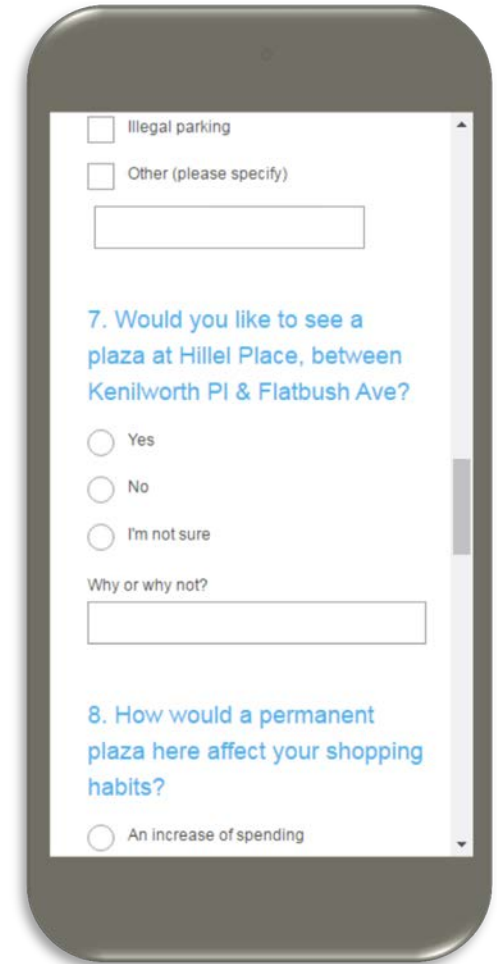 Illegal parking
Other (please specify)
7. Would you like to see a
plaza at Hillel Place, between
Kenilworth Pl & Flatbush Ave?
Yes
No
I'm not sure
Why or why not?
8. How would a permanent
plaza here affect your shopping
habits?
An increase of spending